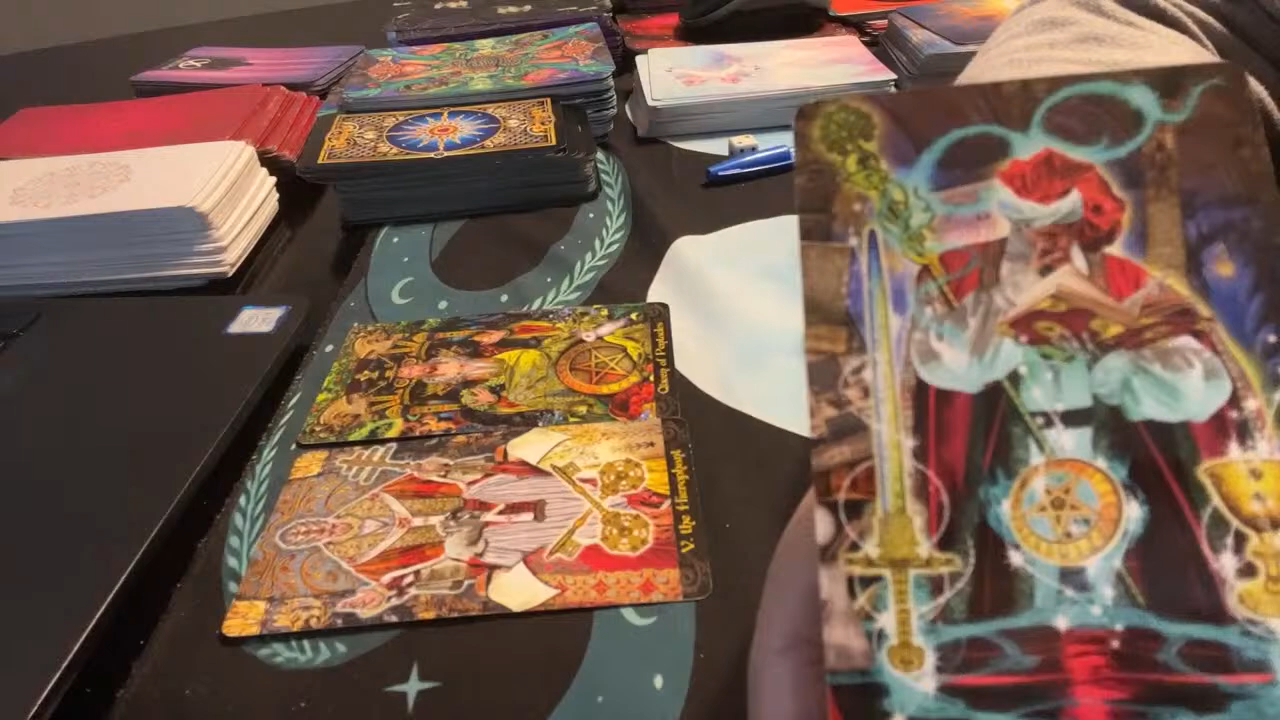 Queen of Pentacles
V. the Hierophant